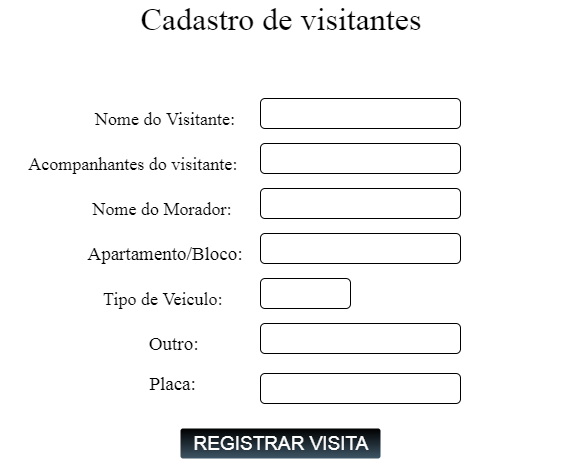 Cadastro de visitantes
Nome do Visitante:
Acompanhantes do visitante:
Nome do Morador:
Apartamento/Bloco:
Tipo de Veiculo:
Outro:
Placa:
REGISTRAR VISITA